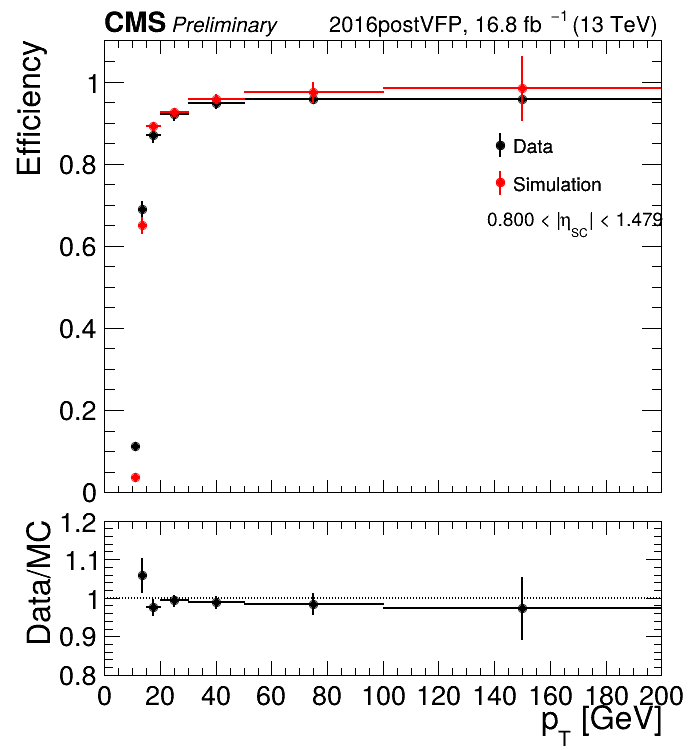 CMS Preliminary 2016postVFP, 16.8 fb⁻¹ (13 TeV)
Efficiency
1
0.8
0.6
0.4
0.2
0
Data
Simulation
0.800 < |η_SC| < 1.479
Data/MC
1.2
1.1
1
0.9
0.8
0 20 40 60 80 100 120 140 160 180 200
p_T [GeV]